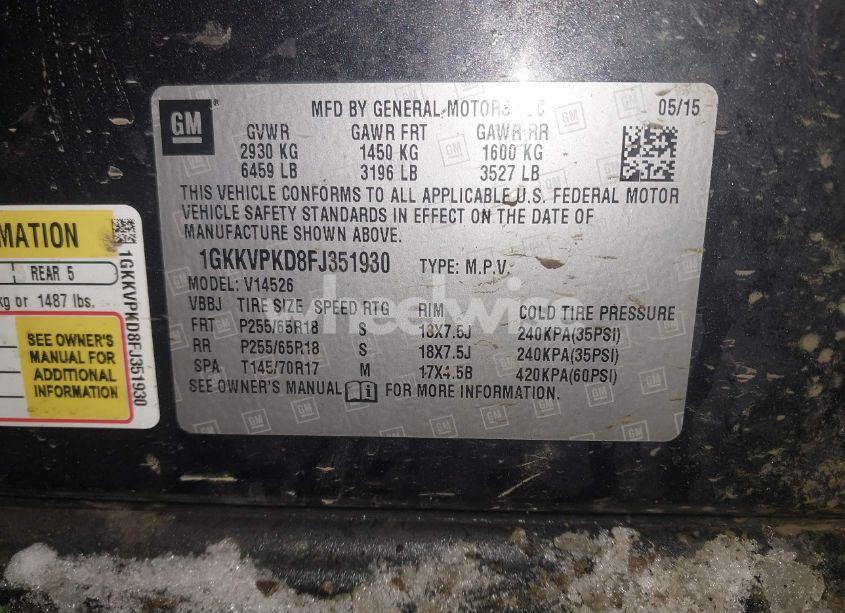 GM
MFD BY GENERAL MOTORS LLC 05/15
GVWR GAWR FRT GAWR RR
2930 KG 1450 KG 1600 KG
6459 LB 3196 LB 3527 LB
THIS VEHICLE CONFORMS TO ALL APPLICABLE U.S. FEDERAL MOTOR
VEHICLE SAFETY STANDARDS IN EFFECT ON THE DATE OF
MANUFACTURE SHOWN ABOVE.
1GKKVPKD8FJ351930 TYPE: M.P.V.
MODEL: V14526
VBBJ TIRE SIZE SPEED RTG RIM COLD TIRE PRESSURE
FRT P255/65R18 S 18X7.5J 240KPA(35PSI)
RR P255/65R18 S 18X7.5J 240KPA(35PSI)
SPA T145/70R17 M 17X4.5B 420KPA(60PSI)
SEE OWNER'S MANUAL FOR MORE INFORMATION.
MATION
REAR 5
kg or 1487 lbs.
SEE OWNER'S
MANUAL FOR
ADDITIONAL
INFORMATION
1GKKVPKD8FJ351930
wheelwire